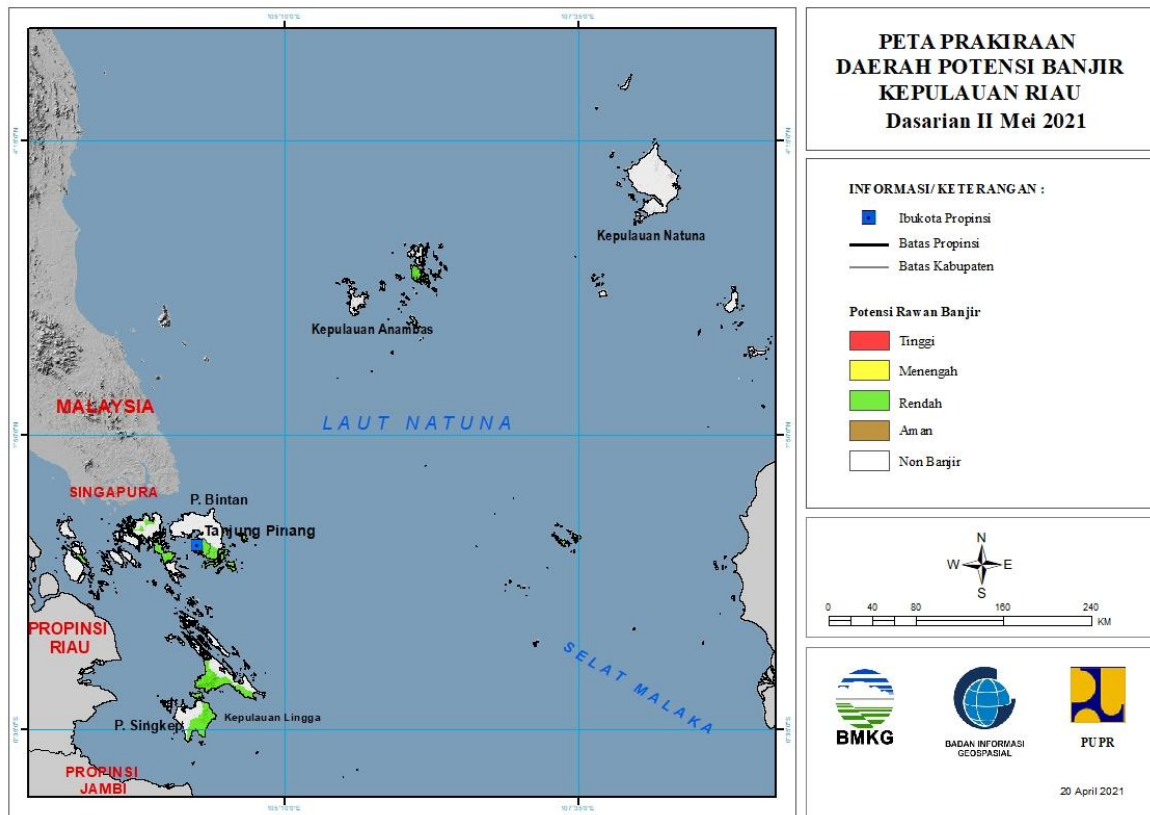 PETA PRAKIRAAN
DAERAH POTENSI BANJIR
KEPULAUAN RIAU
Dasarian II Mei 2021
INFORMASI/ KETERANGAN :
Ibukota Propinsi
Batas Propinsi
Batas Kabupaten
Potensi Rawan Banjir
Tinggi
Menengah
Rendah
Aman
Non Banjir
N
W E
S
0 40 80 160 240
KM
BMKG
BADAN INFORMASI
GEOSPASIAL
PUPR
20 April 2021
Kepulauan Natuna
Kepulauan Anambas
MALAYSIA
LAUT NATUNA
SINGAPURA
P. Bintan
Tanjung Pinang
PROPINSI
RIAU
SELAT MALAKA
Kepulauan Lingga
P. Singkep
PROPINSI
JAMBI